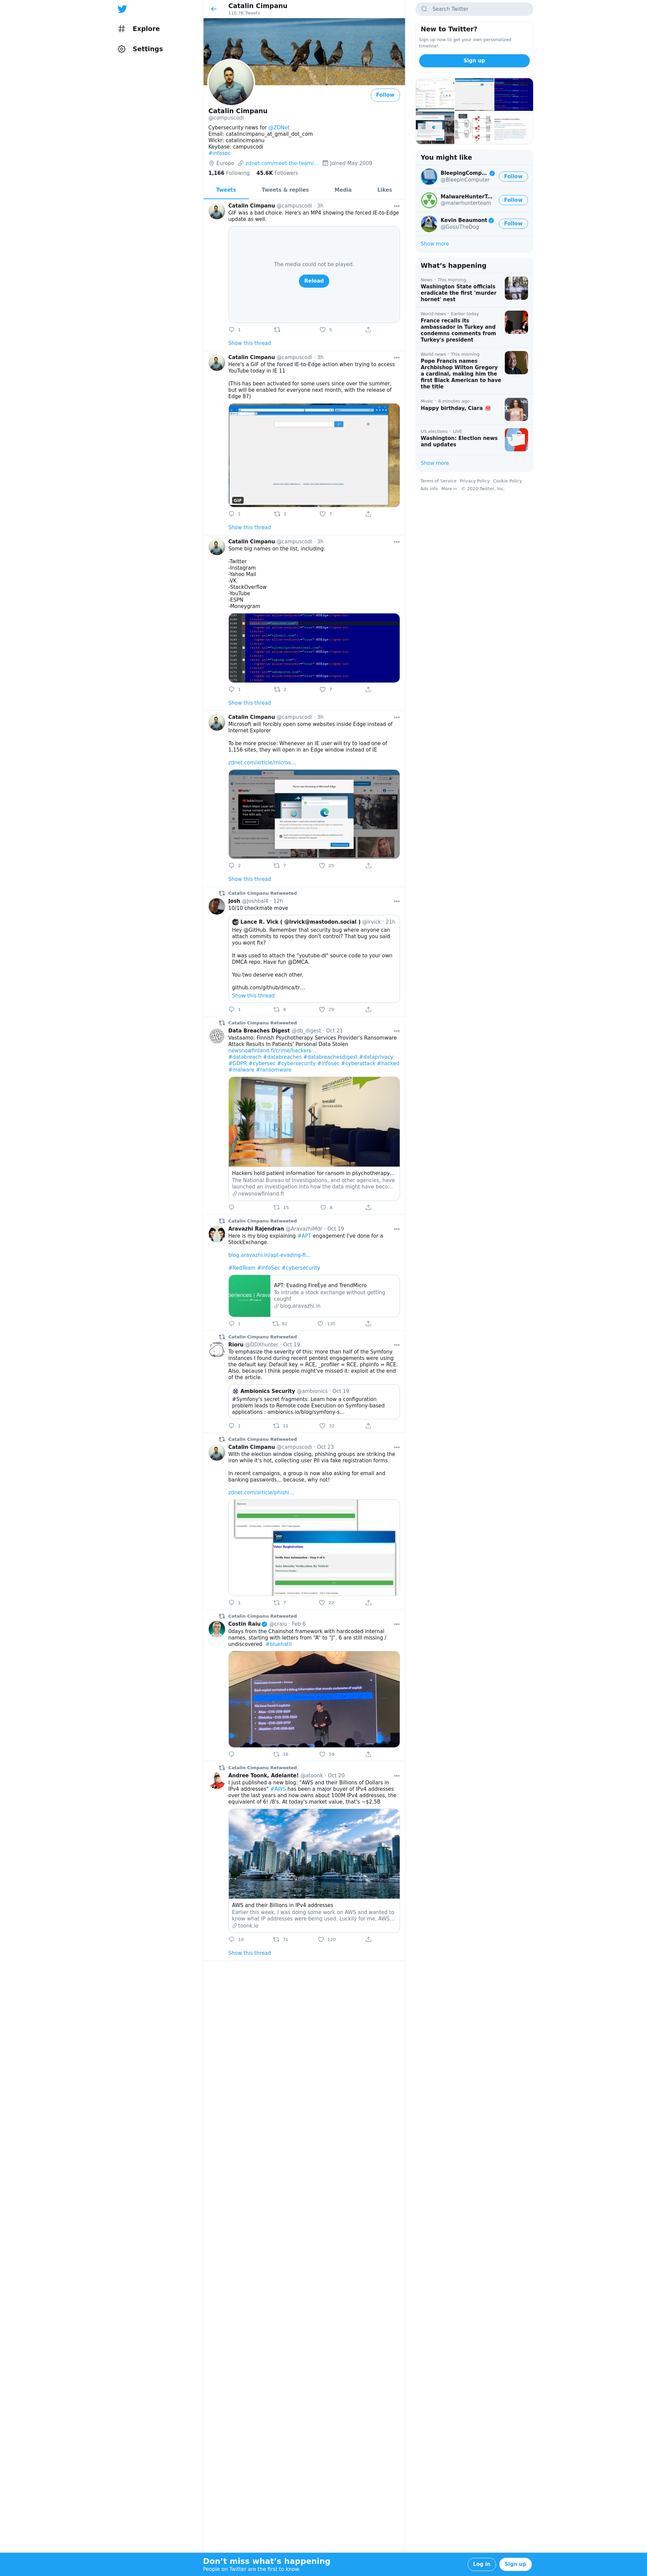 Explore
Settings
Catalin Cimpanu
110.7K Tweets
Follow
Catalin Cimpanu
@campuscodi
Cybersecurity news for @ZDNet
Email: catalincimpanu_at_gmail_dot_com
Wickr: catalincimpanu
Keybase: campuscodi
#infosec
Europe zdnet.com/meet-the-team/... Joined May 2009
1,166 Following 45.6K Followers
Tweets Tweets & replies Media Likes
Catalin Cimpanu @campuscodi · 3h
GIF was a bad choice. Here's an MP4 showing the forced IE-to-Edge
update as well.
The media could not be played.
Reload
1 5
Show this thread
Catalin Cimpanu @campuscodi · 3h
Here's a GIF of the forced IE-to-Edge action when trying to access
YouTube today in IE 11
(This has been activated for some users since over the summer,
but will be enabled for everyone next month, with the release of
Edge 87)
GIF
1 1 7
Show this thread
Catalin Cimpanu @campuscodi · 3h
Some big names on the list, including:
-Twitter
-Instagram
-Yahoo Mail
-VK.
-StackOverflow
-YouTube
-ESPN
-Moneygram
1 2 7
Show this thread
Catalin Cimpanu @campuscodi · 3h
Microsoft will forcibly open some websites inside Edge instead of
Internet Explorer
To be more precise: Whenever an IE user will try to load one of
1,156 sites, they will open in an Edge window instead of IE
zdnet.com/article/micros...
2 7 25
Show this thread
Catalin Cimpanu Retweeted
Josh @Joshbal4 · 12h
10/10 checkmate move
Lance R. Vick ( @lrvick@mastodon.social ) @lrvick · 21h
Hey @GitHub. Remember that security bug where anyone can
attach commits to repos they don't control? That bug you said
you wont fix?
It was used to attach the "youtube-dl" source code to your own
DMCA repo. Have fun @DMCA.
You two deserve each other.
github.com/github/dmca/tr...
Show this thread
1 6 29
Catalin Cimpanu Retweeted
Data Breaches Digest @db_digest · Oct 21
Vastaamo: Finnish Psychotherapy Services Provider's Ransomware
Attack Results In Patients' Personal Data Stolen
newsnowfinland.fi/crime/hackers-...
#databreach #databreaches #databreachesdigest #dataprivacy
#GDPR #cybersec #cybersecurity #infosec #cyberattack #hacked
#malware #ransomware
Hackers hold patient information for ransom in psychotherapy...
The National Bureau of Investigations, and other agencies, have
launched an investigation into how the data might have beco...
newsnowfinland.fi
15 8
Catalin Cimpanu Retweeted
Aravazhi Rajendran @AravazhiMdr · Oct 19
Here is my blog explaining #APT engagement I've done for a
StockExchange.
blog.aravazhi.in/apt-evading-fi...
#RedTeam #InfoSec #cybersecurity
eriences | Arava
APT: Evading FireEye and TrendMicro
To intrude a stock exchange without getting
caught
blog.aravazhi.in
1 92 135
Catalin Cimpanu Retweeted
Rioru @DDXhunter · Oct 19
To emphasize the severity of this: more than half of the Symfony
instances I found during recent pentest engagements were using
the default key. Default key = RCE, _profiler = RCE, phpinfo = RCE.
Also, because I think people might've missed it: exploit at the end
of the article.
Ambionics Security @ambionics · Oct 19
#Symfony's secret fragments: Learn how a configuration
problem leads to Remote code Execution on Symfony-based
applications : ambionics.io/blog/symfony-s...
1 11 32
Catalin Cimpanu Retweeted
Catalin Cimpanu @campuscodi · Oct 23
With the election window closing, phishing groups are striking the
iron while it's hot, collecting user PII via fake registration forms.
In recent campaigns, a group is now also asking for email and
banking passwords... because, why not!
zdnet.com/article/phishi...
Voter Registration
1 7 22
Catalin Cimpanu Retweeted
Costin Raiu @craiu · Feb 6
0days from the Chainshot framework with hardcoded internal
names, starting with letters from "A" to "J". 6 are still missing /
undiscovered #bluehatil
16 59
Catalin Cimpanu Retweeted
Andree Toonk, Adelante! @atoonk · Oct 20
I just published a new blog: "AWS and their Billions of Dollars in
IPv4 addresses" #AWS has been a major buyer of IPv4 addresses
over the last years and now owns about 100M IPv4 addresses, the
equivalent of 6! /8's. At today's market value, that's ~$2.5B
AWS and their Billions in IPv4 addresses
Earlier this week, I was doing some work on AWS and wanted to
know what IP addresses were being used. Luckily for me, AWS...
toonk.io
10 71 120
Show this thread
Search Twitter
New to Twitter?
Sign up now to get your own personalized
timeline!
Sign up
You might like
BleepingComp...
@BleepinComputer
Follow
MalwareHunterT...
@malwrhunterteam
Follow
Kevin Beaumont
@GossiTheDog
Follow
Show more
What's happening
News · This morning
Washington State officials
eradicate the first 'murder
hornet' nest
World news · Earlier today
France recalls its
ambassador in Turkey and
condemns comments from
Turkey's president
World news · This morning
Pope Francis names
Archbishop Wilton Gregory
a cardinal, making him the
first Black American to have
the title
Music · 8 minutes ago
Happy birthday, Ciara
US elections · LIVE
Washington: Election news
and updates
Show more
Terms of Service Privacy Policy Cookie Policy
Ads info More © 2020 Twitter, Inc.
Don't miss what's happening
People on Twitter are the first to know.
Log in
Sign up